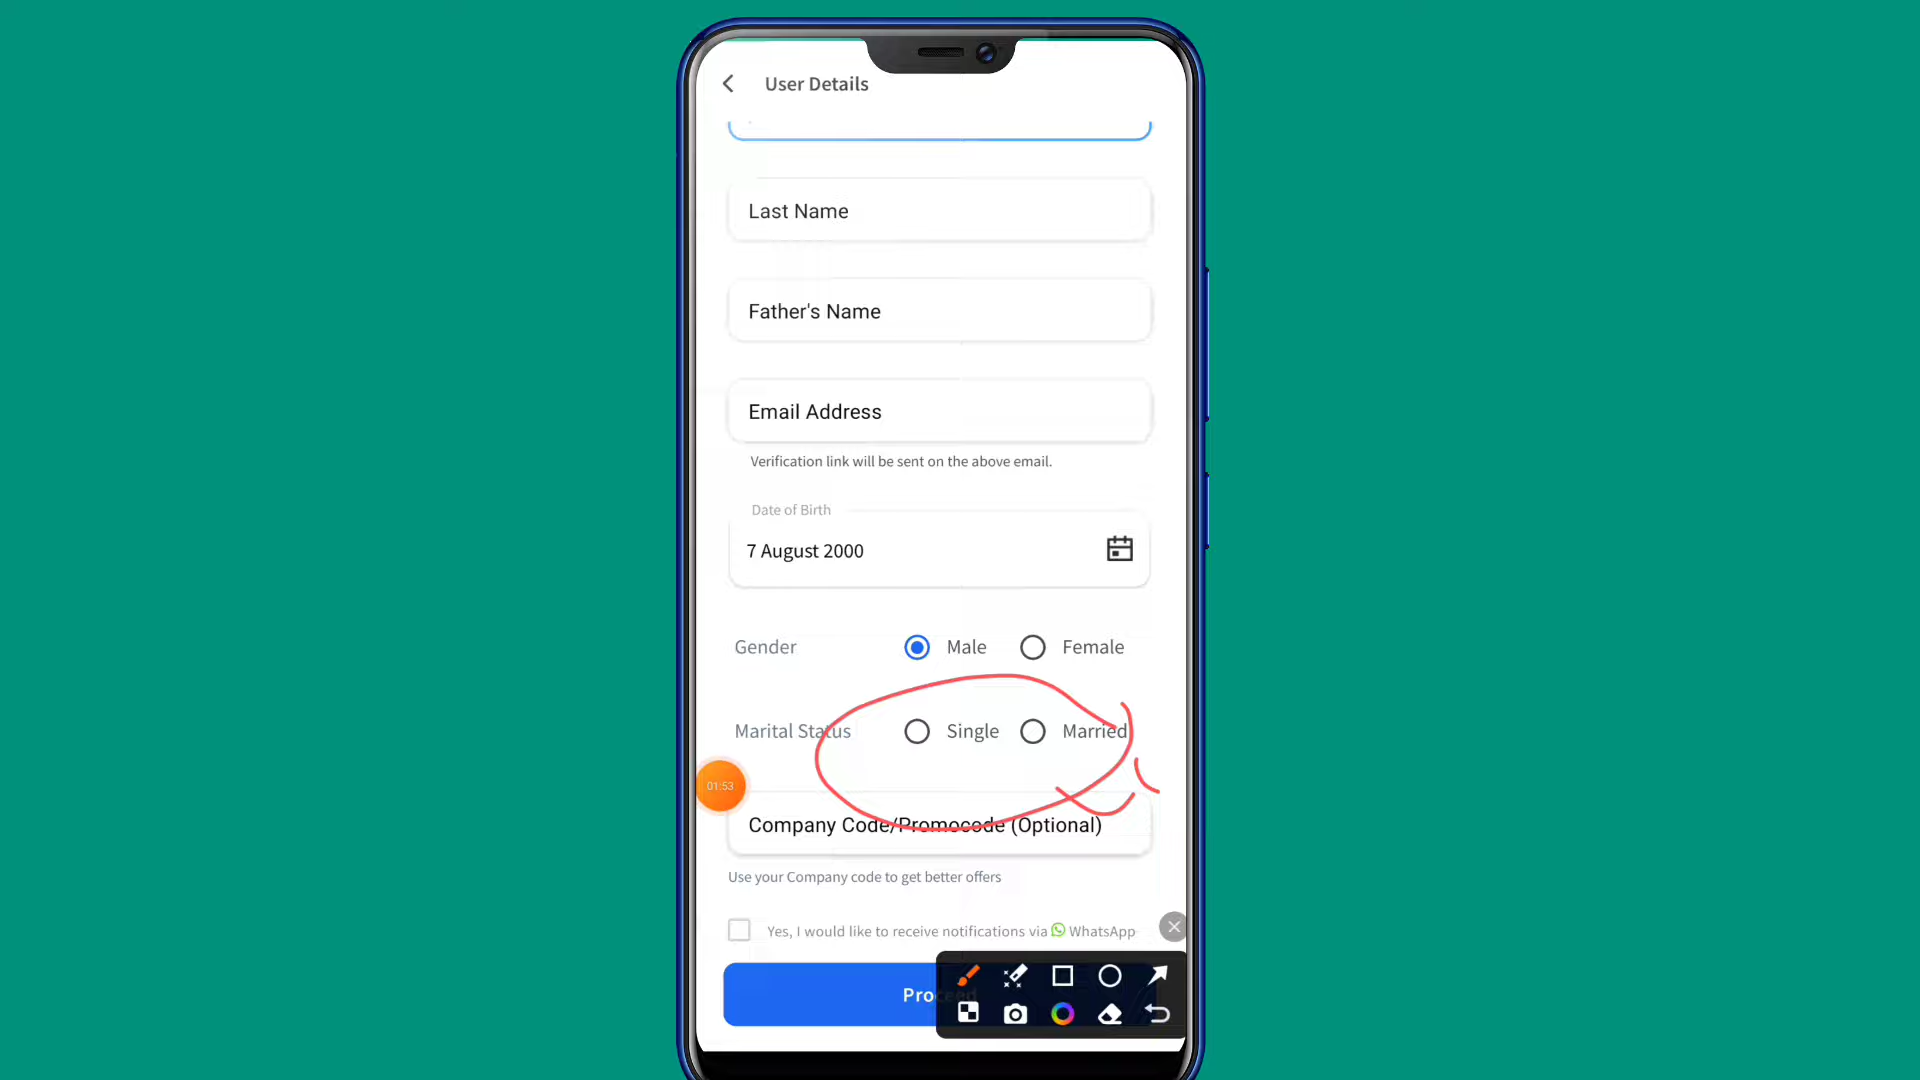 User Details
Last Name
Father's Name
Email Address
Verification link will be sent on the above email.
Date of Birth
7 August 2000
Gender Male Female
Marital Status Single Married
01:53
Company Code/Promocode (Optional)
Use your Company code to get better offers
Yes, I would like to receive notifications via WhatsApp
Proceed